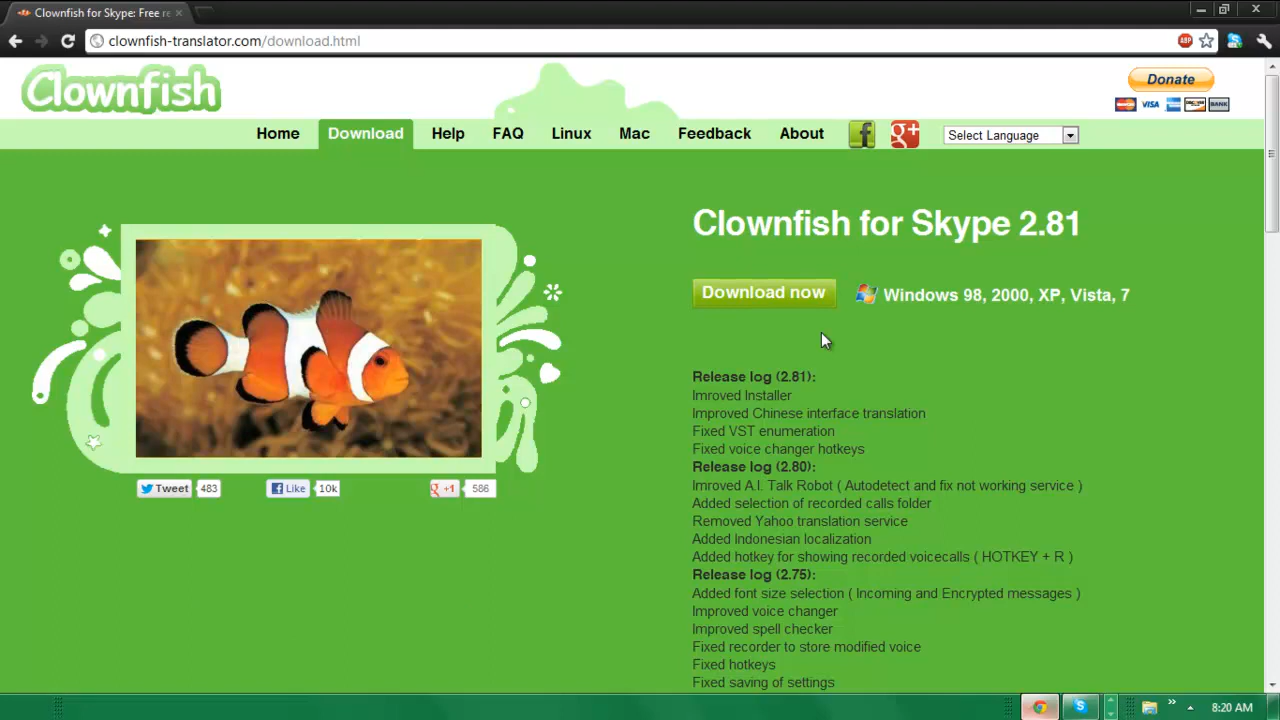 Clownfish for Skype: Free re
clownfish-translator.com/download.html
ABP
Clownfish
Donate
VISA
BANK
Home
Download
Help
FAQ
Linux
Mac
Feedback
About
f
g+
Select Language
Clownfish for Skype 2.81
Download now
Windows 98, 2000, XP, Vista, 7
Release log (2.81):
Imroved Installer
Improved Chinese interface translation
Fixed VST enumeration
Fixed voice changer hotkeys
Release log (2.80):
Imroved A.I. Talk Robot ( Autodetect and fix not working service )
Added selection of recorded calls folder
Removed Yahoo translation service
Added Indonesian localization
Added hotkey for showing recorded voicecalls ( HOTKEY + R )
Release log (2.75):
Added font size selection ( Incoming and Encrypted messages )
Improved voice changer
Improved spell checker
Fixed recorder to store modified voice
Fixed hotkeys
Fixed saving of settings
Tweet 483
Like 10k
+1 586
8:20 AM